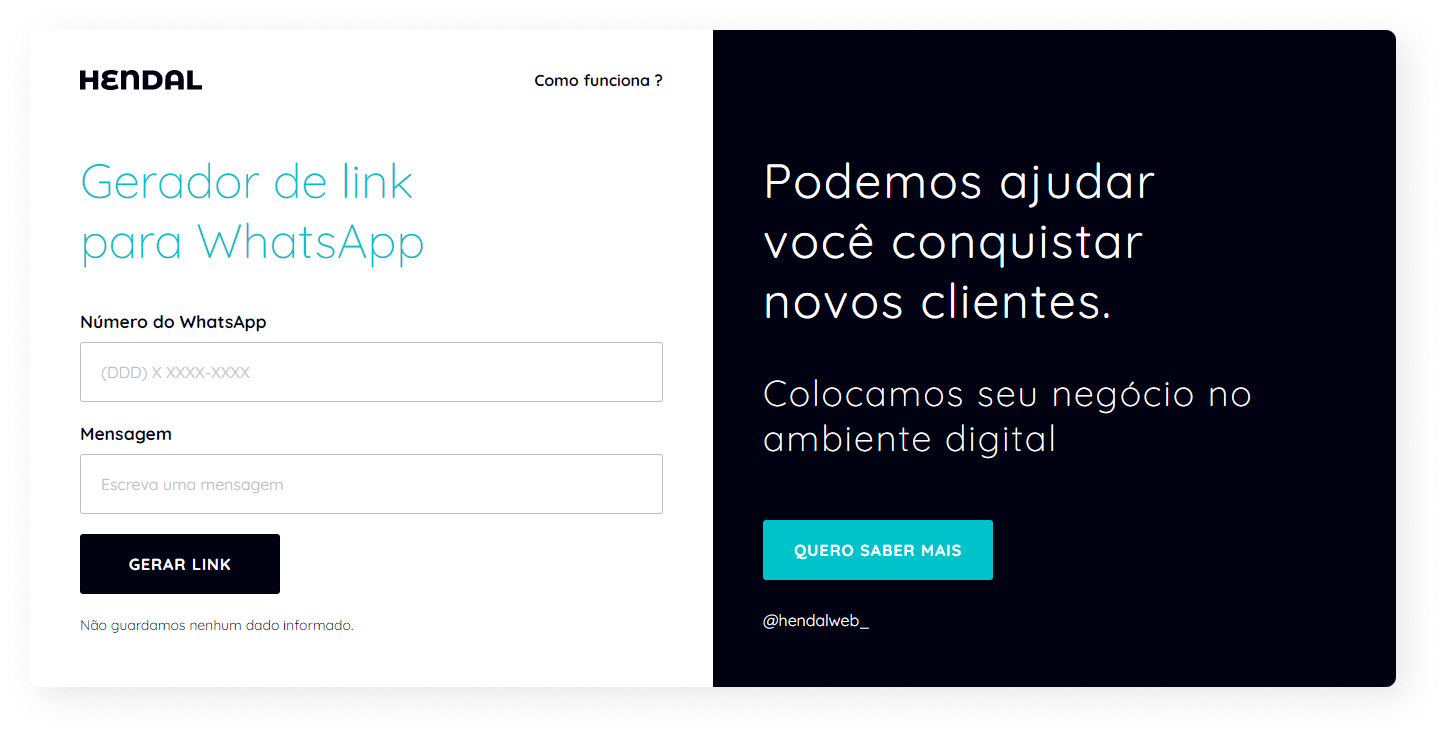 HENDAL
Como funciona ?
Gerador de link
para WhatsApp
Número do WhatsApp
(DDD) X XXXX-XXXX
Mensagem
Escreva uma mensagem
GERAR LINK
Não guardamos nenhum dado informado.
Podemos ajudar
você conquistar
novos clientes.
Colocamos seu negócio no
ambiente digital
QUERO SABER MAIS
@hendalweb_